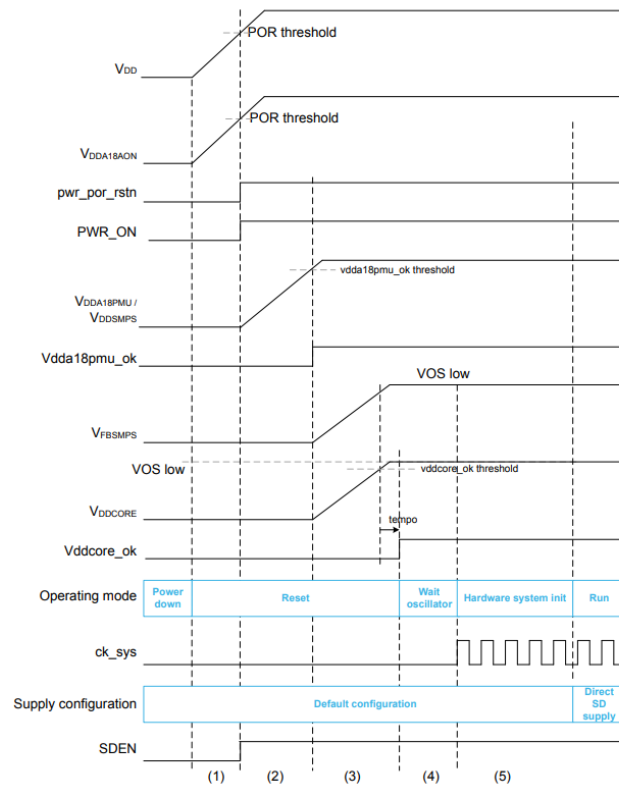 POR threshold
VDD
POR threshold
VDDA18AON
pwr_por_rstn
PWR_ON
vdda18pmu_ok threshold
VDDA18PMU /
VDDSMPS
Vdda18pmu_ok
VOS low
VFBSMPS
VOS low
vddcore_ok threshold
VDDCORE
tempo
Vddcore_ok
Operating mode
Power
down
Reset
Wait
oscillator
Hardware system init
Run
ck_sys
Supply configuration
Default configuration
Direct
SD
supply
SDEN
(1) (2) (3) (4) (5)